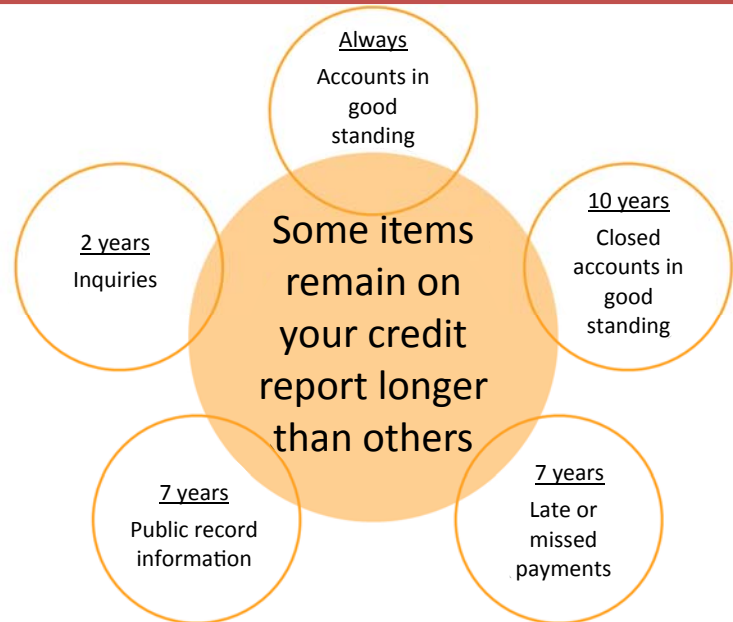 Always
Accounts in
good
standing
10 years
Closed
accounts in
good
standing
7 years
Late or
missed
payments
7 years
Public record
information
2 years
Inquiries
Some items
remain on
your credit
report longer
than others